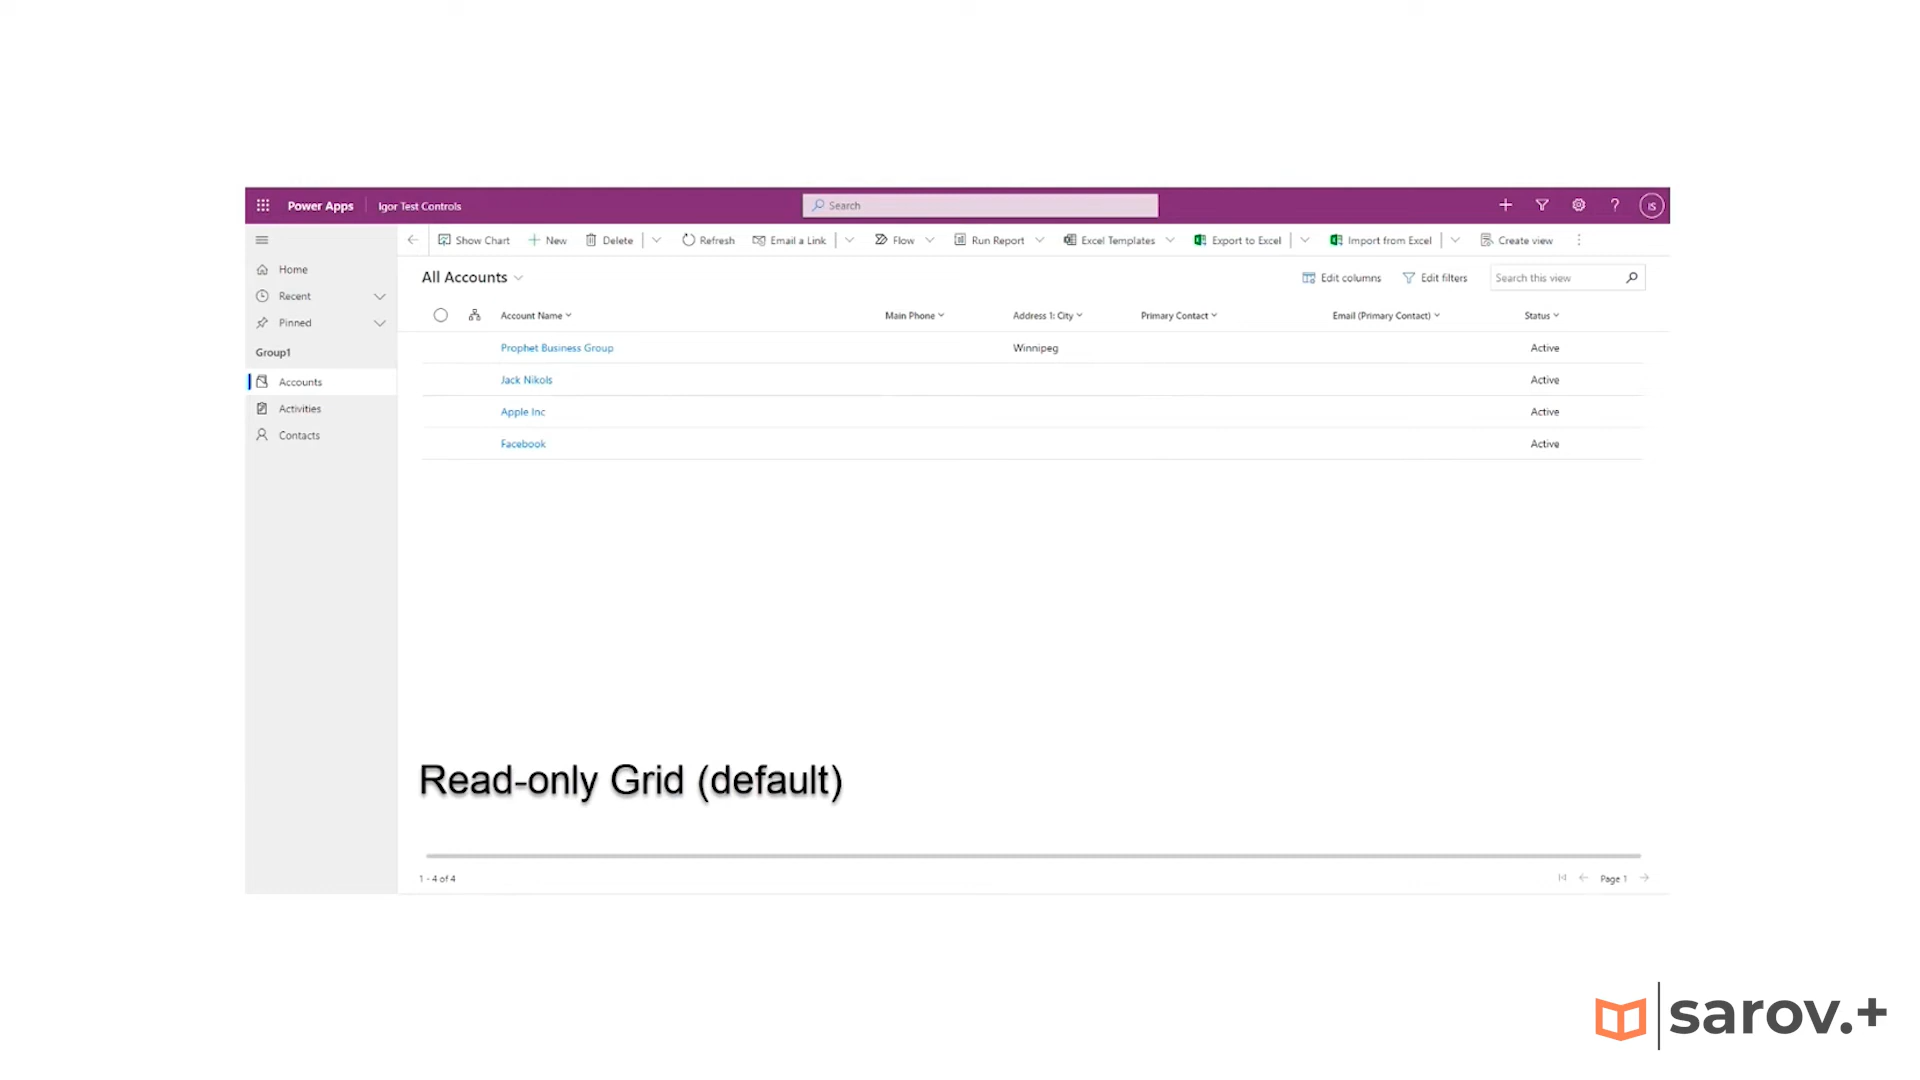 Power Apps Igor Test Controls Search ? IS
Show Chart New Delete Refresh Email a Link Flow Run Report Excel Templates Export to Excel Import from Excel Create view
Home
Recent
Pinned
Group1
Accounts
Activities
Contacts
All Accounts Edit columns Edit filters Search this view
Account Name Main Phone Address 1: City Primary Contact Email (Primary Contact) Status
Prophet Business Group Winnipeg Active
Jack Nikols Active
Apple Inc Active
Facebook Active
Read-only Grid (default)
1 - 4 of 4 Page 1
sarov.+